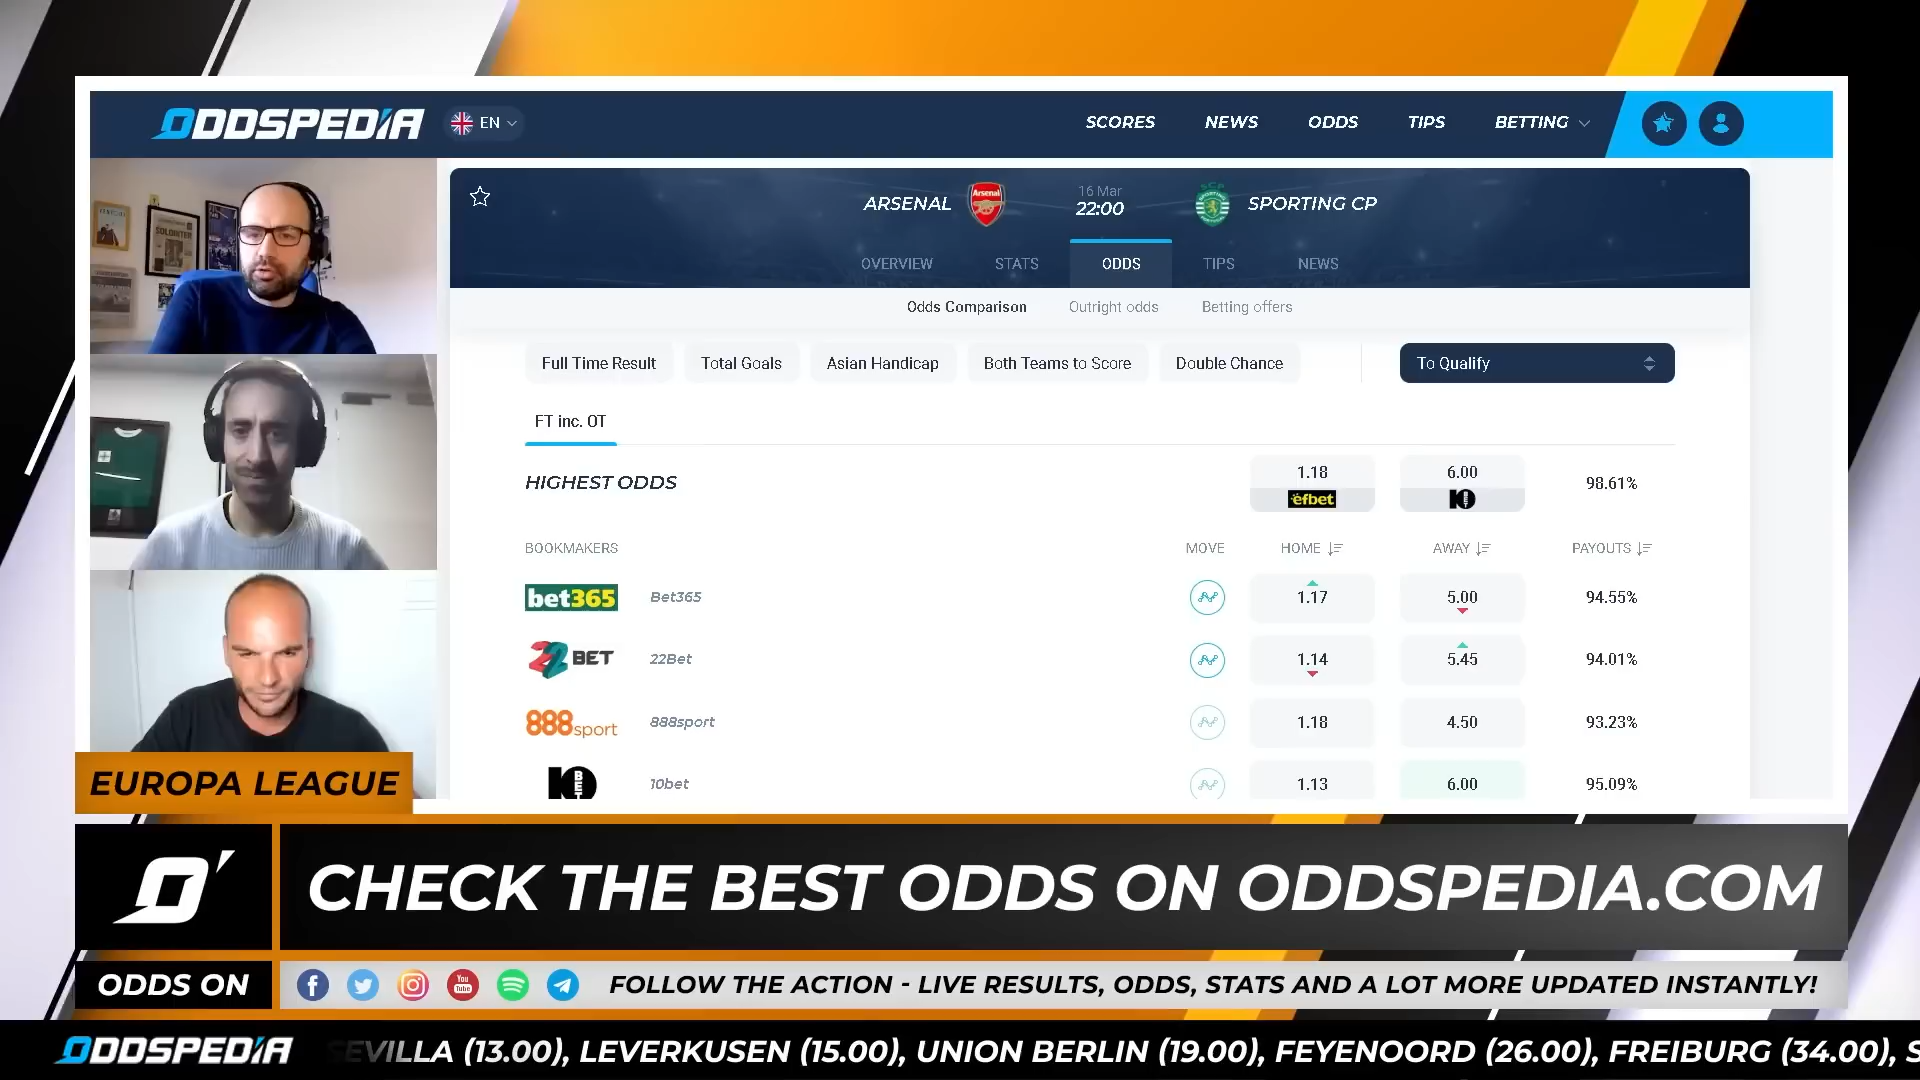 ODDSPEDIA
EN
SCORES
NEWS
ODDS
TIPS
BETTING
ARSENAL
Arsenal
16 Mar
22:00
SPORTING CP
OVERVIEW
STATS
ODDS
TIPS
NEWS
Odds Comparison
Outright odds
Betting offers
Full Time Result
Total Goals
Asian Handicap
Both Teams to Score
Double Chance
To Qualify
FT inc. OT
HIGHEST ODDS
1.18
efbet
6.00
10BET
98.61%
BOOKMAKERS
MOVE
HOME
AWAY
PAYOUTS
bet365 Bet365 1.17 5.00 94.55%
22BET 22Bet 1.14 5.45 94.01%
888sport 888sport 1.18 4.50 93.23%
10BET 10bet 1.13 6.00 95.09%
EUROPA LEAGUE
O'
CHECK THE BEST ODDS ON ODDSPEDIA.COM
ODDS ON
You Tube
FOLLOW THE ACTION - LIVE RESULTS, ODDS, STATS AND A LOT MORE UPDATED INSTANTLY!
ODDSPEDIA
SEVILLA (13.00), LEVERKUSEN (15.00), UNION BERLIN (19.00), FEYENOORD (26.00), FREIBURG (34.00), S